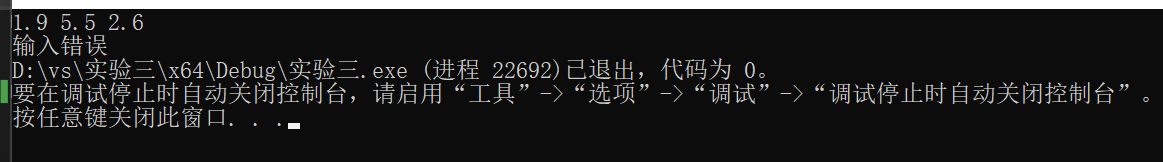 1.9 5.5 2.6
输入错误
D:\vs\实验三\x64\Debug\实验三.exe (进程 22692)已退出，代码为 0。
要在调试停止时自动关闭控制台，请启用“工具”->“选项”->“调试”->“调试停止时自动关闭控制台”。
按任意键关闭此窗口. . .